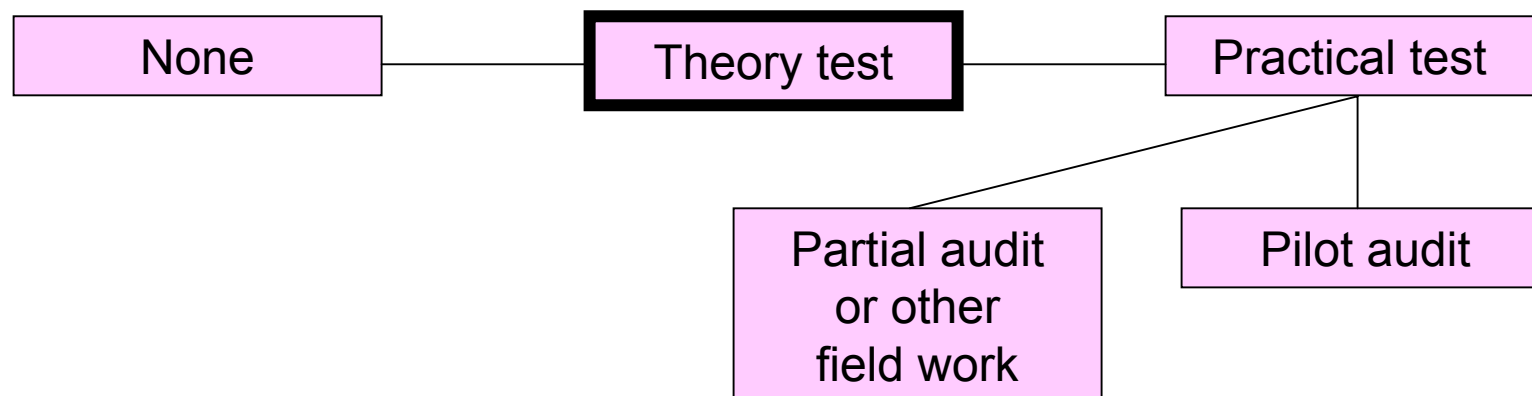 None
Theory test
Practical test
Partial audit
or other
field work
Pilot audit